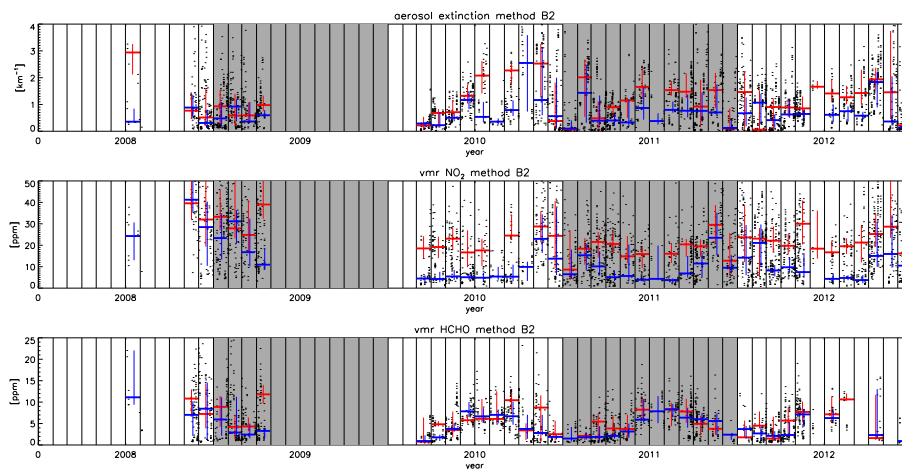 aerosol extinction method B2
4
3
2
1
0
[km⁻¹]
0 2008 2009 2010 2011 2012
year
vmr NO₂ method B2
50
40
30
20
10
0
[ppm]
0 2008 2009 2010 2011 2012
year
vmr HCHO method B2
25
20
15
10
5
0
[ppm]
0 2008 2009 2010 2011 2012
year